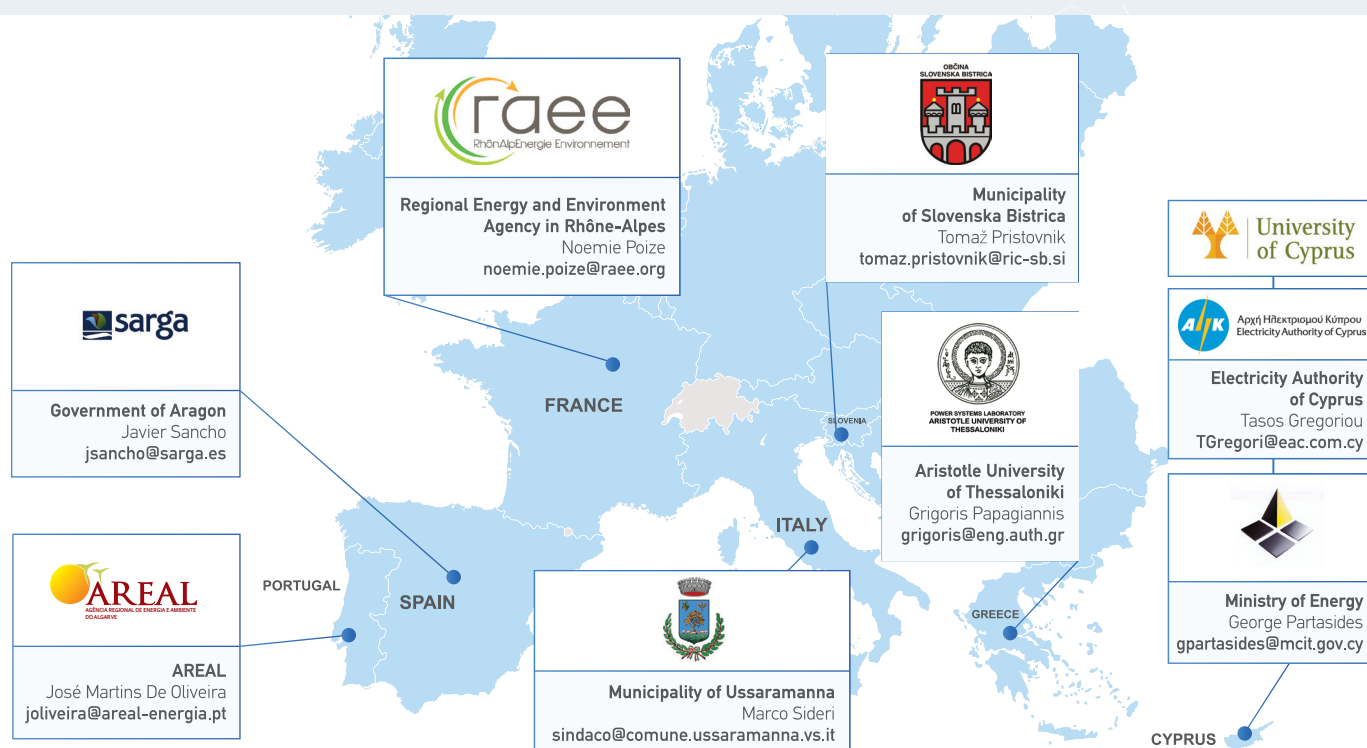 raee
RhônAlpEnergie Environnement
Regional Energy and Environment
Agency in Rhône-Alpes
Noemie Poize
noemie.poize@raee.org
OBČINA
SLOVENSKA BISTRICA
Municipality
of Slovenska Bistrica
Tomaž Pristovnik
tomaz.pristovnik@ric-sb.si
University
of Cyprus
sarga
Government of Aragon
Javier Sancho
jsancho@sarga.es
AHK
Αρχή Ηλεκτρισμού Κύπρου
Electricity Authority of Cyprus
Electricity Authority
of Cyprus
Tasos Gregoriou
TGregori@eac.com.cy
POWER SYSTEMS LABORATORY
ARISTOTLE UNIVERSITY OF
THESSALONIKI
Aristotle University
of Thessaloniki
Grigoris Papagiannis
grigoris@eng.auth.gr
FRANCE
SLOVENIA
ITALY
PORTUGAL
SPAIN
GREECE
AREAL
AGÊNCIA REGIONAL DE ENERGIA E AMBIENTE
DO ALGARVE
AREAL
José Martins De Oliveira
joliveira@areal-energia.pt
Municipality of Ussaramanna
Marco Sideri
sindaco@comune.ussaramanna.vs.it
Ministry of Energy
George Partasides
gpartasides@mcit.gov.cy
CYPRUS